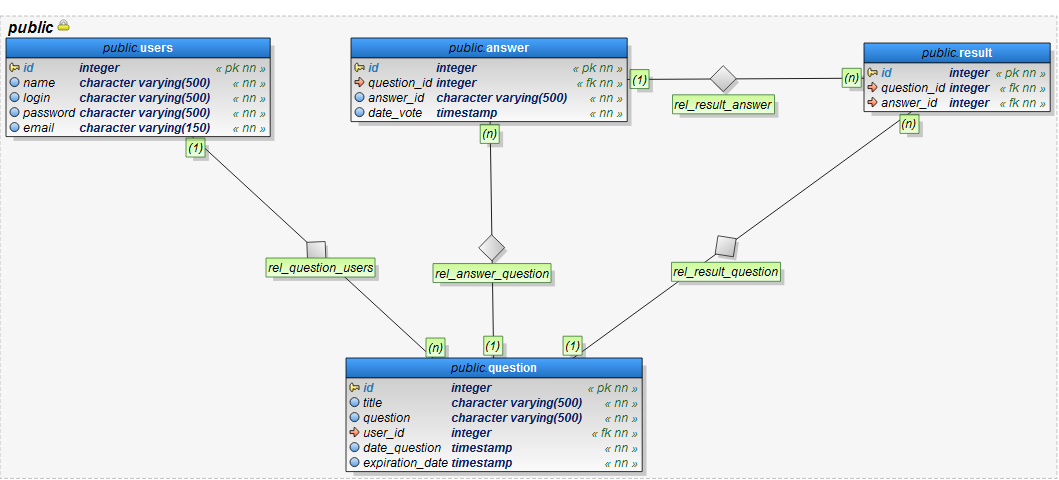 public
public.users
id integer « pk nn »
name character varying(500) « nn »
login character varying(500) « nn »
password character varying(500) « nn »
email character varying(150) « nn »
(1)
public.answer
id integer « pk nn »
question_id integer « fk nn »
answer_id character varying(500) « nn »
date_vote timestamp « nn »
(n)
(1)
rel_result_answer
(n)
public.result
id integer « pk nn »
question_id integer « fk nn »
answer_id integer « fk nn »
(n)
rel_question_users
rel_answer_question
rel_result_question
(n)
(1)
(1)
public.question
id integer « pk nn »
title character varying(500) « nn »
question character varying(500) « nn »
user_id integer « fk nn »
date_question timestamp « nn »
expiration_date timestamp « nn »